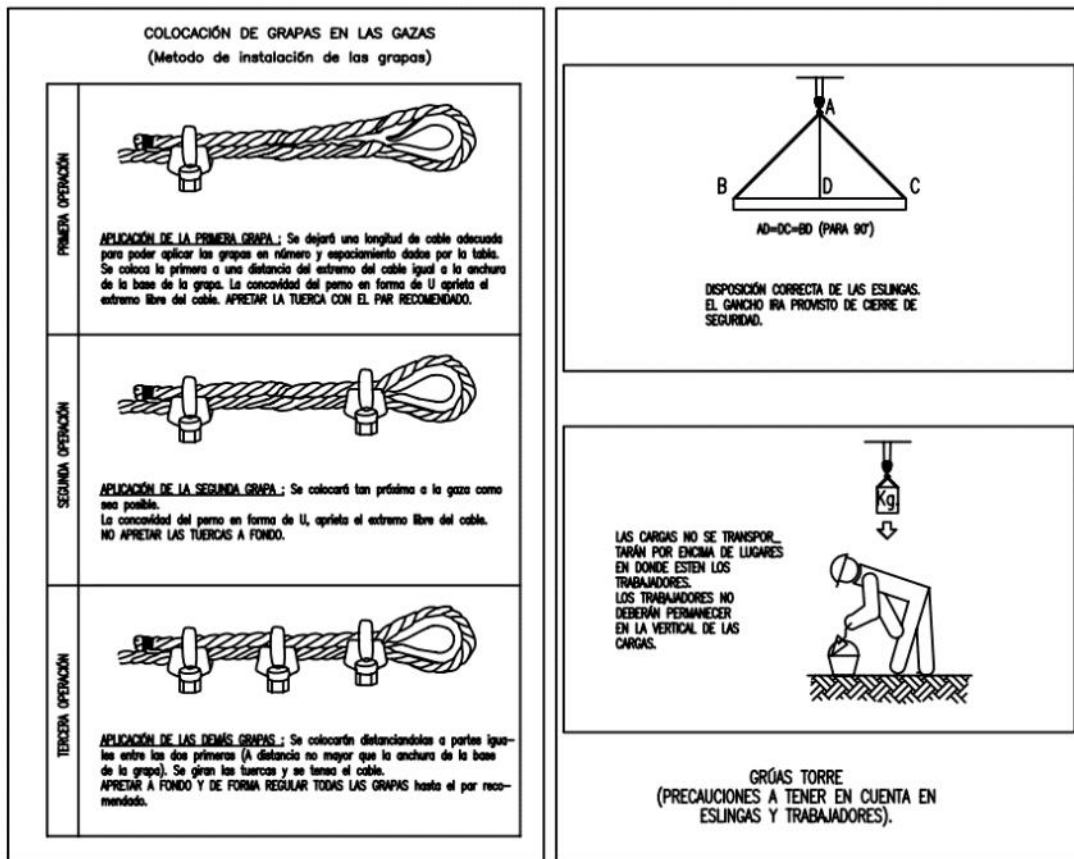 COLOCACIÓN DE GRAPAS EN LAS GAZAS
(Metodo de instalación de las grapas)
PRIMERA OPERACIÓN
APLICACIÓN DE LA PRIMERA GRAPA : Se dejará una longitud de cable adecuada
para poder aplicar las grapas en número y espaciamiento dados por la tabla.
Se coloca la primera a una distancia del extremo del cable igual a la anchura
de la base de la grapa. La concavidad del perno en forma de U aprieta el
extremo libre del cable. APRETAR LA TUERCA CON EL PAR RECOMENDADO.
SEGUNDA OPERACIÓN
APLICACIÓN DE LA SEGUNDA GRAPA : Se colocará tan próxima a la gaza como
sea posible.
La concavidad del perno en forma de U, aprieta el extremo libre del cable.
NO APRETAR LAS TUERCAS A FONDO.
TERCERA OPERACIÓN
APLICACIÓN DE LAS DEMÁS GRAPAS : Se colocarán distanciandolas a partes igua-
les entre las dos primeras (A distancia no mayor que la anchura de la base
de la grapa). Se giran las tuercas y se tensa el cable.
APRETAR A FONDO Y DE FORMA REGULAR TODAS LAS GRAPAS hasta el par reco-
mendado.
A
B
D
C
AD=DC=BD (PARA 90°)
DISPOSICIÓN CORRECTA DE LAS ESLINGAS.
EL GANCHO IRA PROVISTO DE CIERRE DE
SEGURIDAD.
Kg.
LAS CARGAS NO SE TRANSPOR_
TARÁN POR ENCIMA DE LUGARES
EN DONDE ESTEN LOS
TRABAJADORES.
LOS TRABAJADORES NO
DEBERÁN PERMANECER
EN LA VERTICAL DE LAS
CARGAS.
GRÚAS TORRE
(PRECAUCIONES A TENER EN CUENTA EN
ESLINGAS Y TRABAJADORES).